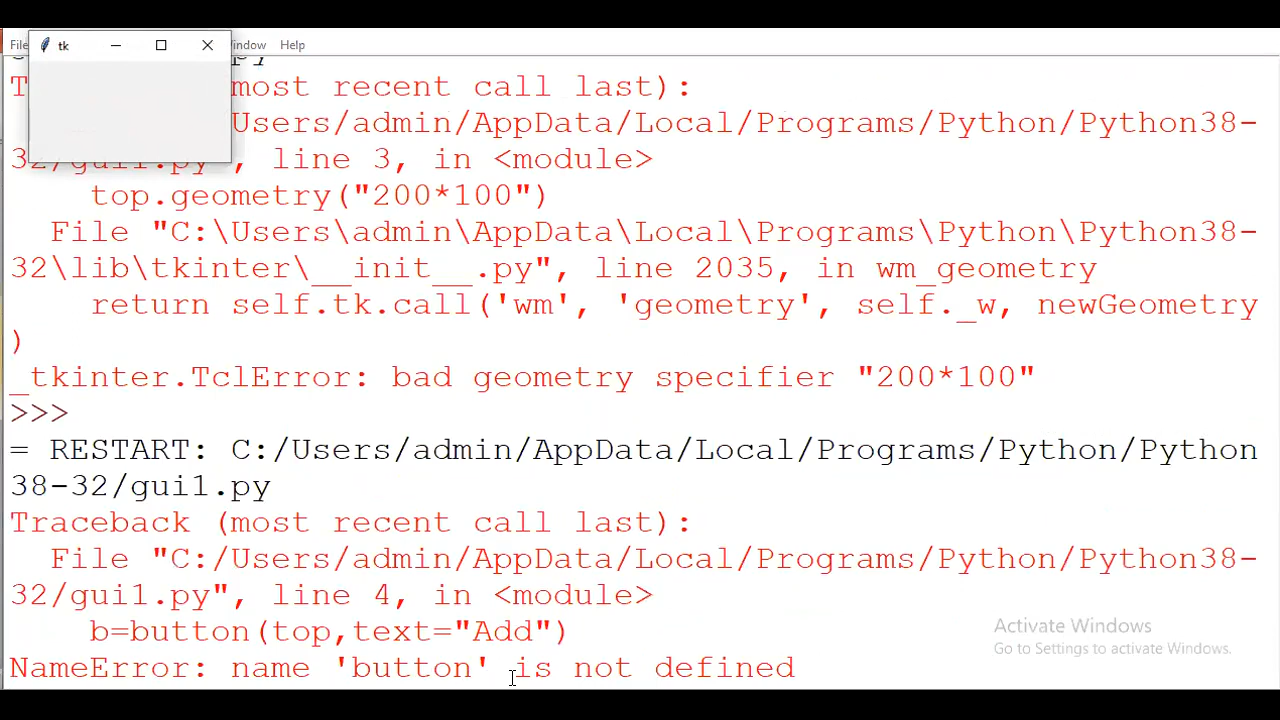 File
tk
Window Help
most recent call last):
Users/admin/AppData/Local/Programs/Python/Python38-
32/gui1.py", line 3, in <module>
top.geometry("200*100")
File "C:\Users\admin\AppData\Local\Programs\Python\Python38-
32\lib\tkinter\__init__.py", line 2035, in wm_geometry
return self.tk.call('wm', 'geometry', self._w, newGeometry
)
_tkinter.TclError: bad geometry specifier "200*100"
>>>
= RESTART: C:/Users/admin/AppData/Local/Programs/Python/Python
38-32/gui1.py
Traceback (most recent call last):
File "C:/Users/admin/AppData/Local/Programs/Python/Python38-
32/gui1.py", line 4, in <module>
b=button(top,text="Add")
NameError: name 'button' is not defined
Activate Windows
Go to Settings to activate Windows.